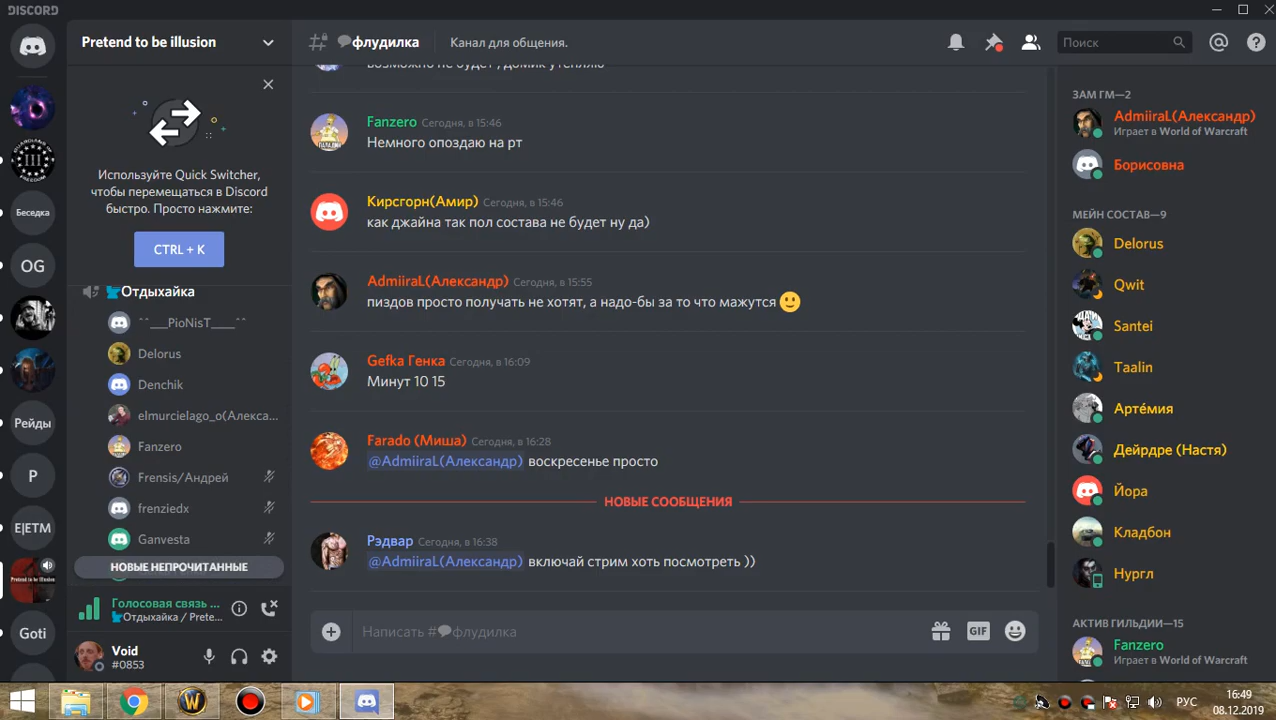 DISCORD
Pretend to be illusion
флудилка
Канал для общения.
Поиск
Используйте Quick Switcher,
чтобы перемещаться в Discord
быстро. Просто нажмите:
CTRL + K
Отдыхайка
¯¯___PioNisT____¯¯
Delorus
Denchik
elmurcielago_o(Алекса...
Fanzero
Frensis/Андрей
frenziedx
Ganvesta
НОВЫЕ НЕПРОЧИТАННЫЕ
Голосовая связь ...
Отдыхайка / Prete...
Void
#0853
Беседка
OG
Рейды
P
E|ETM
Pretend to be Illusion
Goti
возможно не будет , домик утепляю
Fanzero Сегодня, в 15:46
Немного опоздаю на рт
Кирсгорн(Амир) Сегодня, в 15:46
как джайна так пол состава не будет ну да)
AdmiiraL(Александр) Сегодня, в 15:55
пиздов просто получать не хотят, а надо-бы за то что мажутся
Gefka Генка Сегодня, в 16:09
Минут 10 15
Farado (Миша) Сегодня, в 16:28
@AdmiiraL(Александр) воскресенье просто
НОВЫЕ СООБЩЕНИЯ
Рэдвар Сегодня, в 16:38
@AdmiiraL(Александр) включай стрим хоть посмотреть ))
Написать #флудилка
GIF
ЗАМ ГМ—2
AdmiiraL(Александр)
Играет в World of Warcraft
Борисовна
МЕЙН СОСТАВ—9
Delorus
Qwit
Santei
Taalin
Артéмия
Дейрдре (Настя)
Йора
Кладбон
Нургл
АКТИВ ГИЛЬДИИ—15
Fanzero
Играет в World of Warcraft
РУС
16:49
08.12.2019